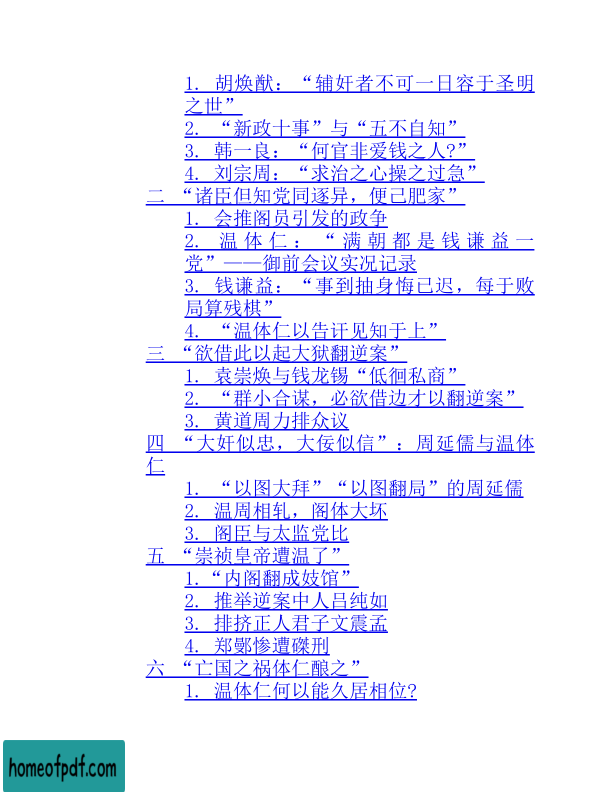 1. 胡焕猷：“辅奸者不可一日容于圣明
之世”
2. “新政十事”与“五不自知”
3. 韩一良：“何官非爱钱之人?”
4. 刘宗周：“求治之心操之过急”
二 “诸臣但知党同逐异，便己肥家”
1. 会推阁员引发的政争
2. 温体仁：“满朝都是钱谦益一
党”——御前会议实况记录
3. 钱谦益：“事到抽身悔已迟，每于败
局算残棋”
4. “温体仁以告讦见知于上”
三 “欲借此以起大狱翻逆案”
1. 袁崇焕与钱龙锡“低徊私商”
2. “群小合谋，必欲借边才以翻逆案”
3. 黄道周力排众议
四 “大奸似忠，大佞似信”：周延儒与温体
仁
1. “以图大拜”“以图翻局”的周延儒
2. 温周相轧，阁体大坏
3. 阁臣与太监党比
五 “崇祯皇帝遭温了”
1.“内阁翻成妓馆”
2. 推举逆案中人吕纯如
3. 排挤正人君子文震孟
4. 郑鄤惨遭磔刑
六 “亡国之祸体仁酿之”
1. 温体仁何以能久居相位?
homeofpdf.com